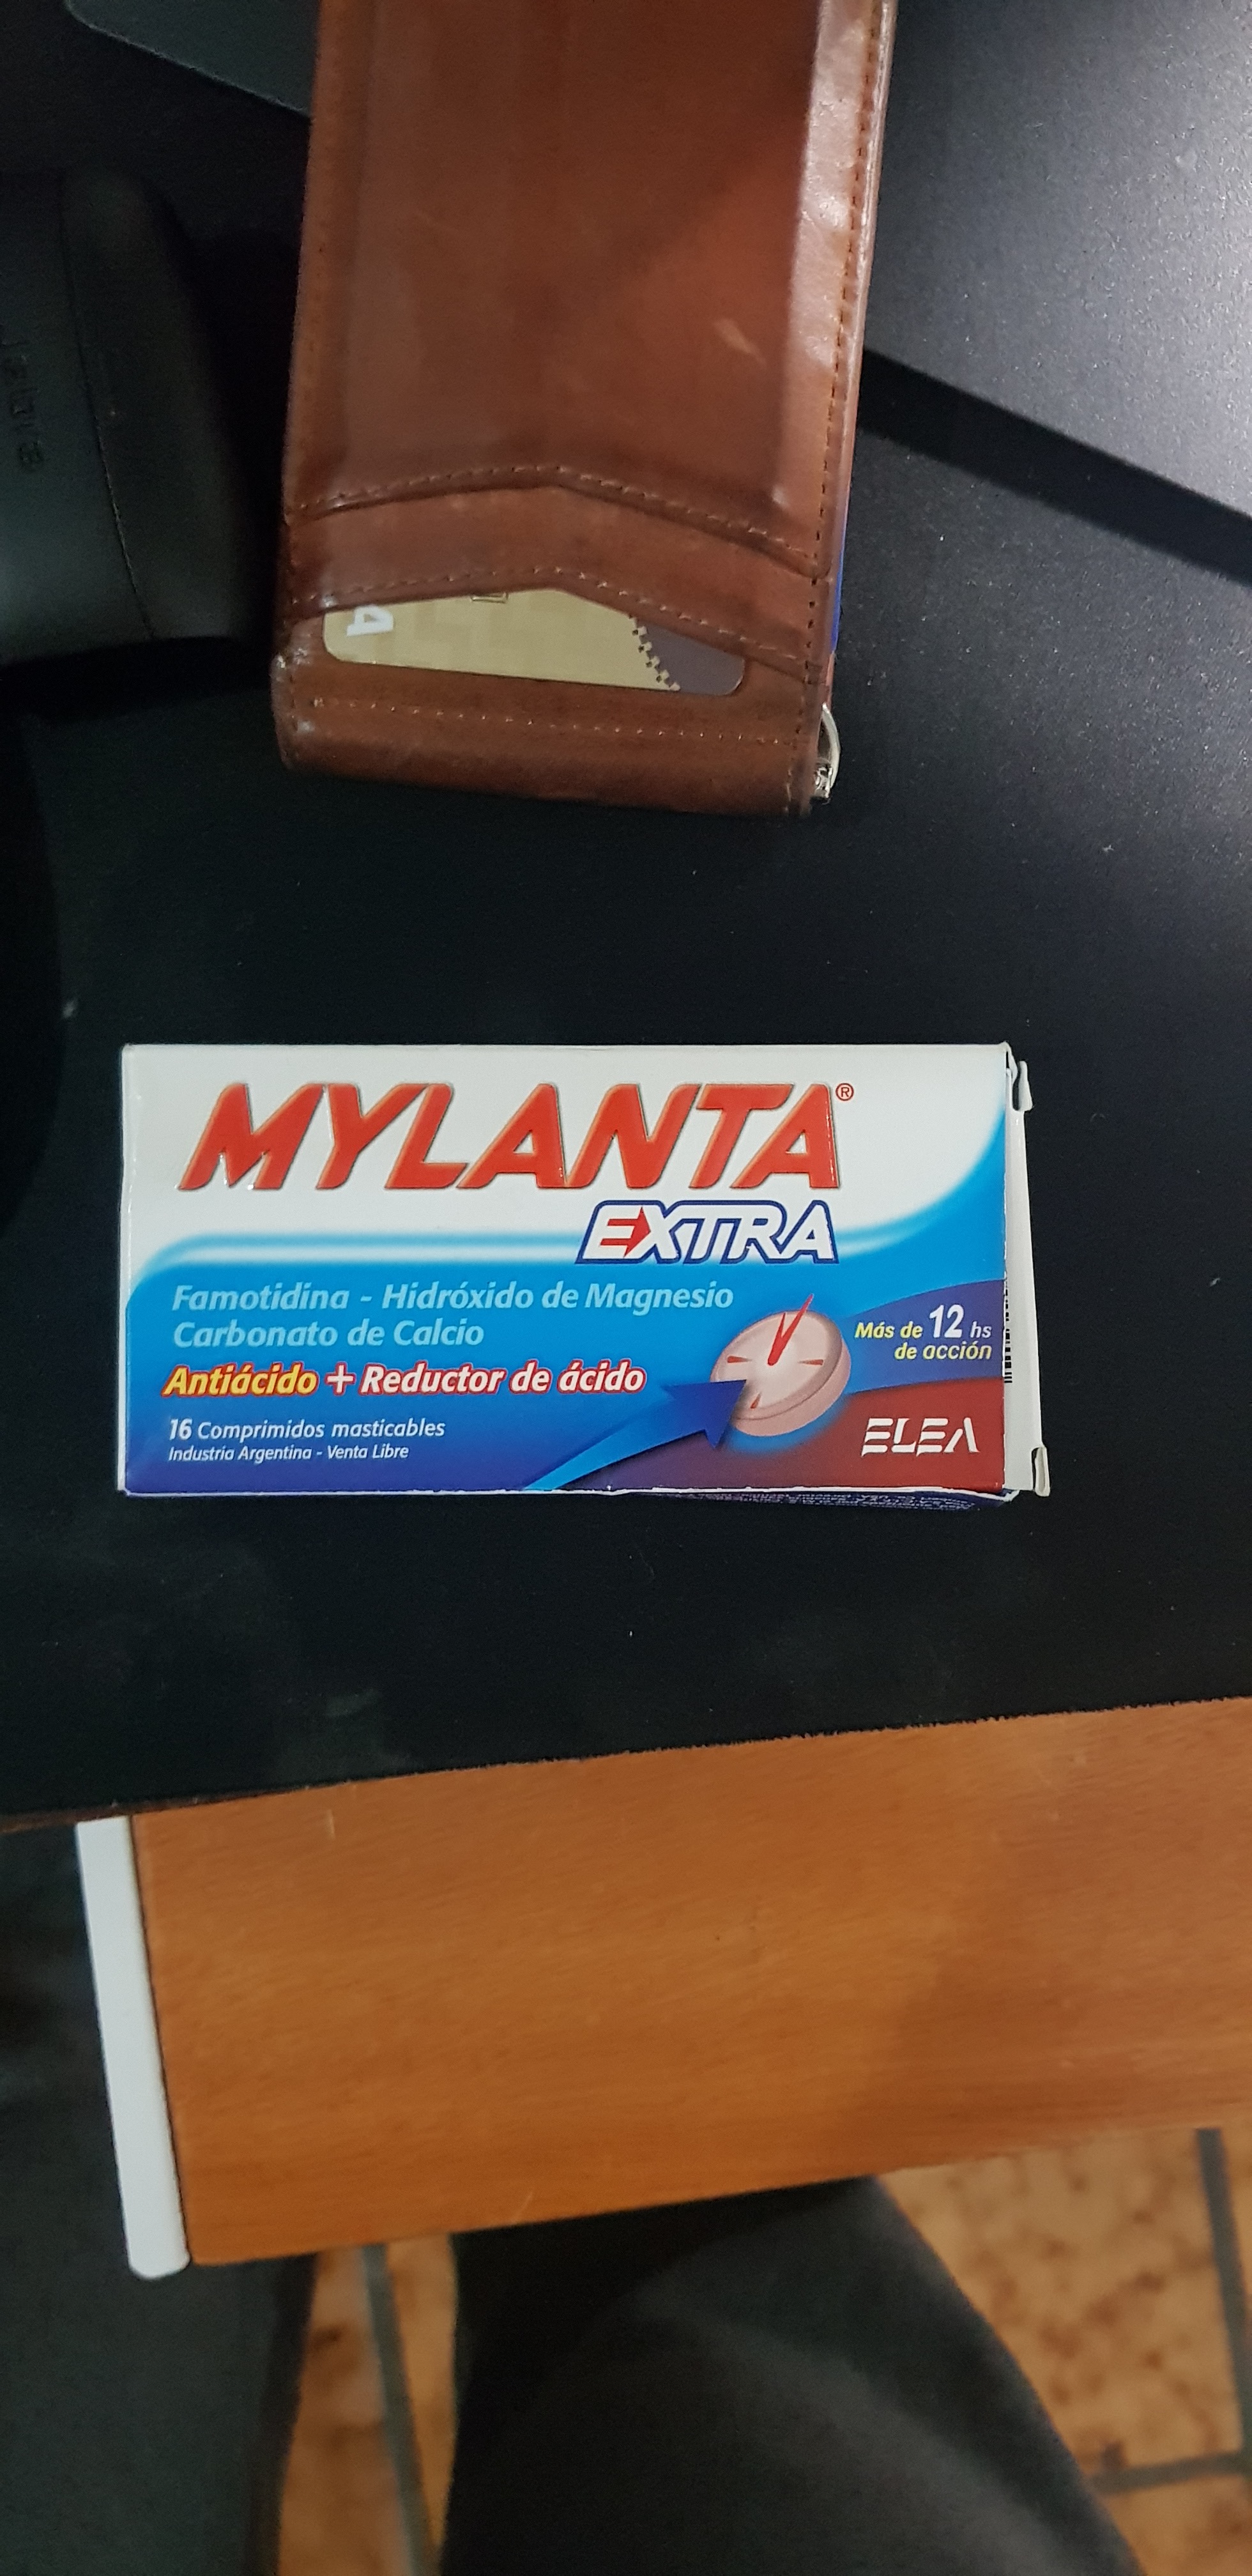 MYLANTA®
EXTRA
Famotidina - Hidróxido de Magnesio
Carbonato de Calcio
Antiácido + Reductor de ácido
16 Comprimidos masticables
Industria Argentina - Venta Libre
Más de 12 hs
de acción
ELEA